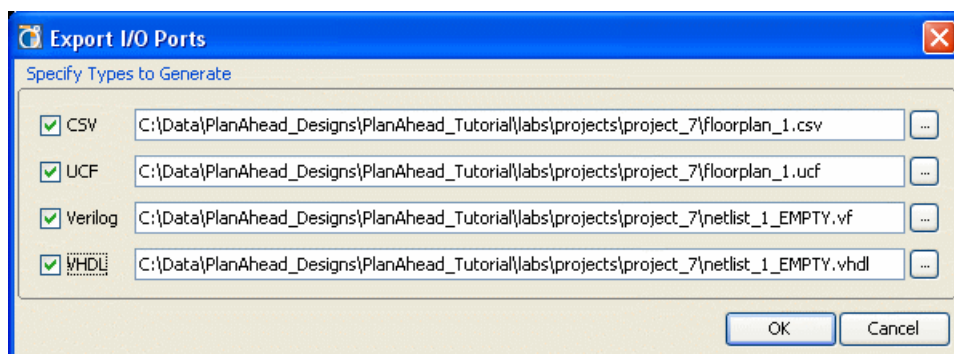 Export I/O Ports
Specify Types to Generate
CSV C:\Data\PlanAhead_Designs\PlanAhead_Tutorial\labs\projects\project_7\floorplan_1.csv ...
UCF C:\Data\PlanAhead_Designs\PlanAhead_Tutorial\labs\projects\project_7\floorplan_1.ucf ...
Verilog C:\Data\PlanAhead_Designs\PlanAhead_Tutorial\labs\projects\project_7\netlist_1_EMPTY.vf ...
VHDL C:\Data\PlanAhead_Designs\PlanAhead_Tutorial\labs\projects\project_7\netlist_1_EMPTY.vhdl ...
OK Cancel